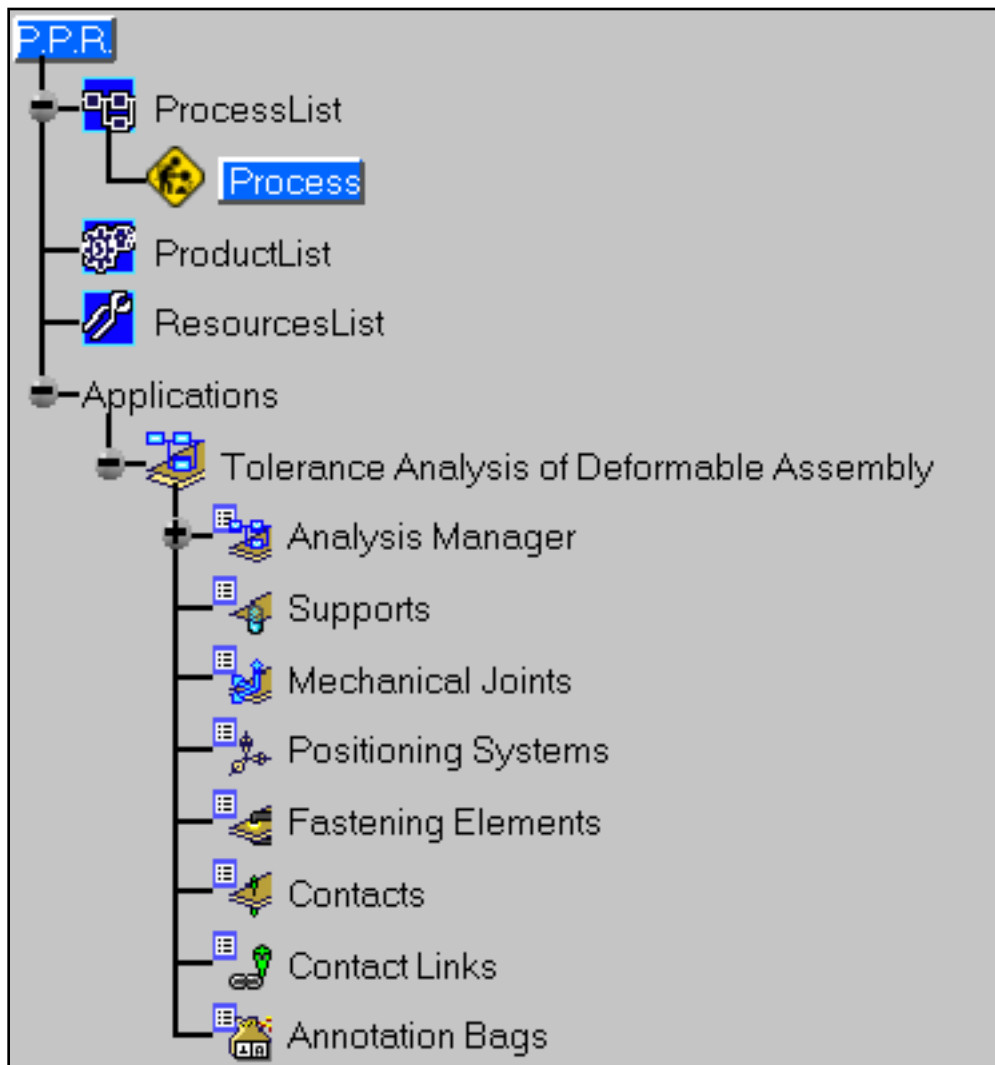 P.P.R.
ProcessList
Process
ProductList
ResourcesList
Applications
Tolerance Analysis of Deformable Assembly
Analysis Manager
Supports
Mechanical Joints
Positioning Systems
Fastening Elements
Contacts
Contact Links
Annotation Bags